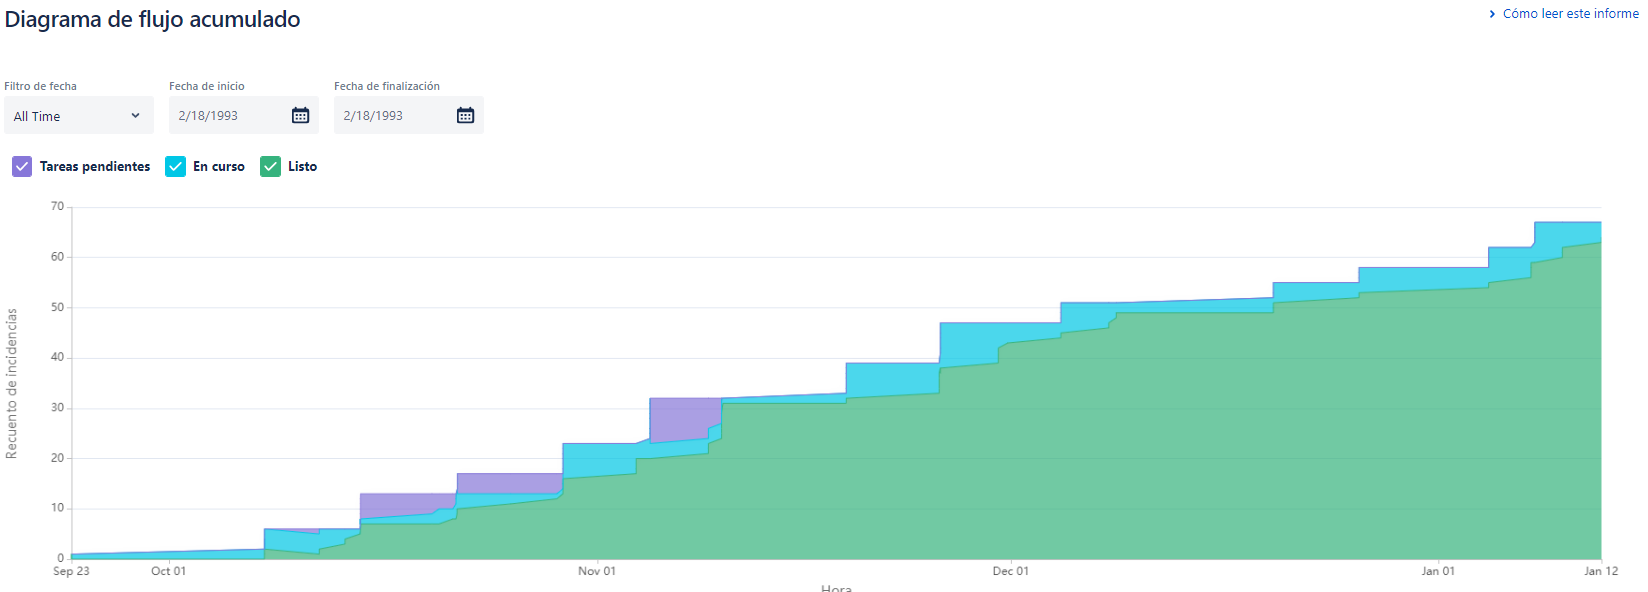 Diagrama de flujo acumulado
Cómo leer este informe
Filtro de fecha
Fecha de inicio
Fecha de finalización
All Time
2/18/1993
2/18/1993
Tareas pendientes
En curso
Listo
70
60
50
40
30
20
10
0
Recuento de incidencias
Sep 23
Oct 01
Nov 01
Dec 01
Jan 01
Jan 12
Hora